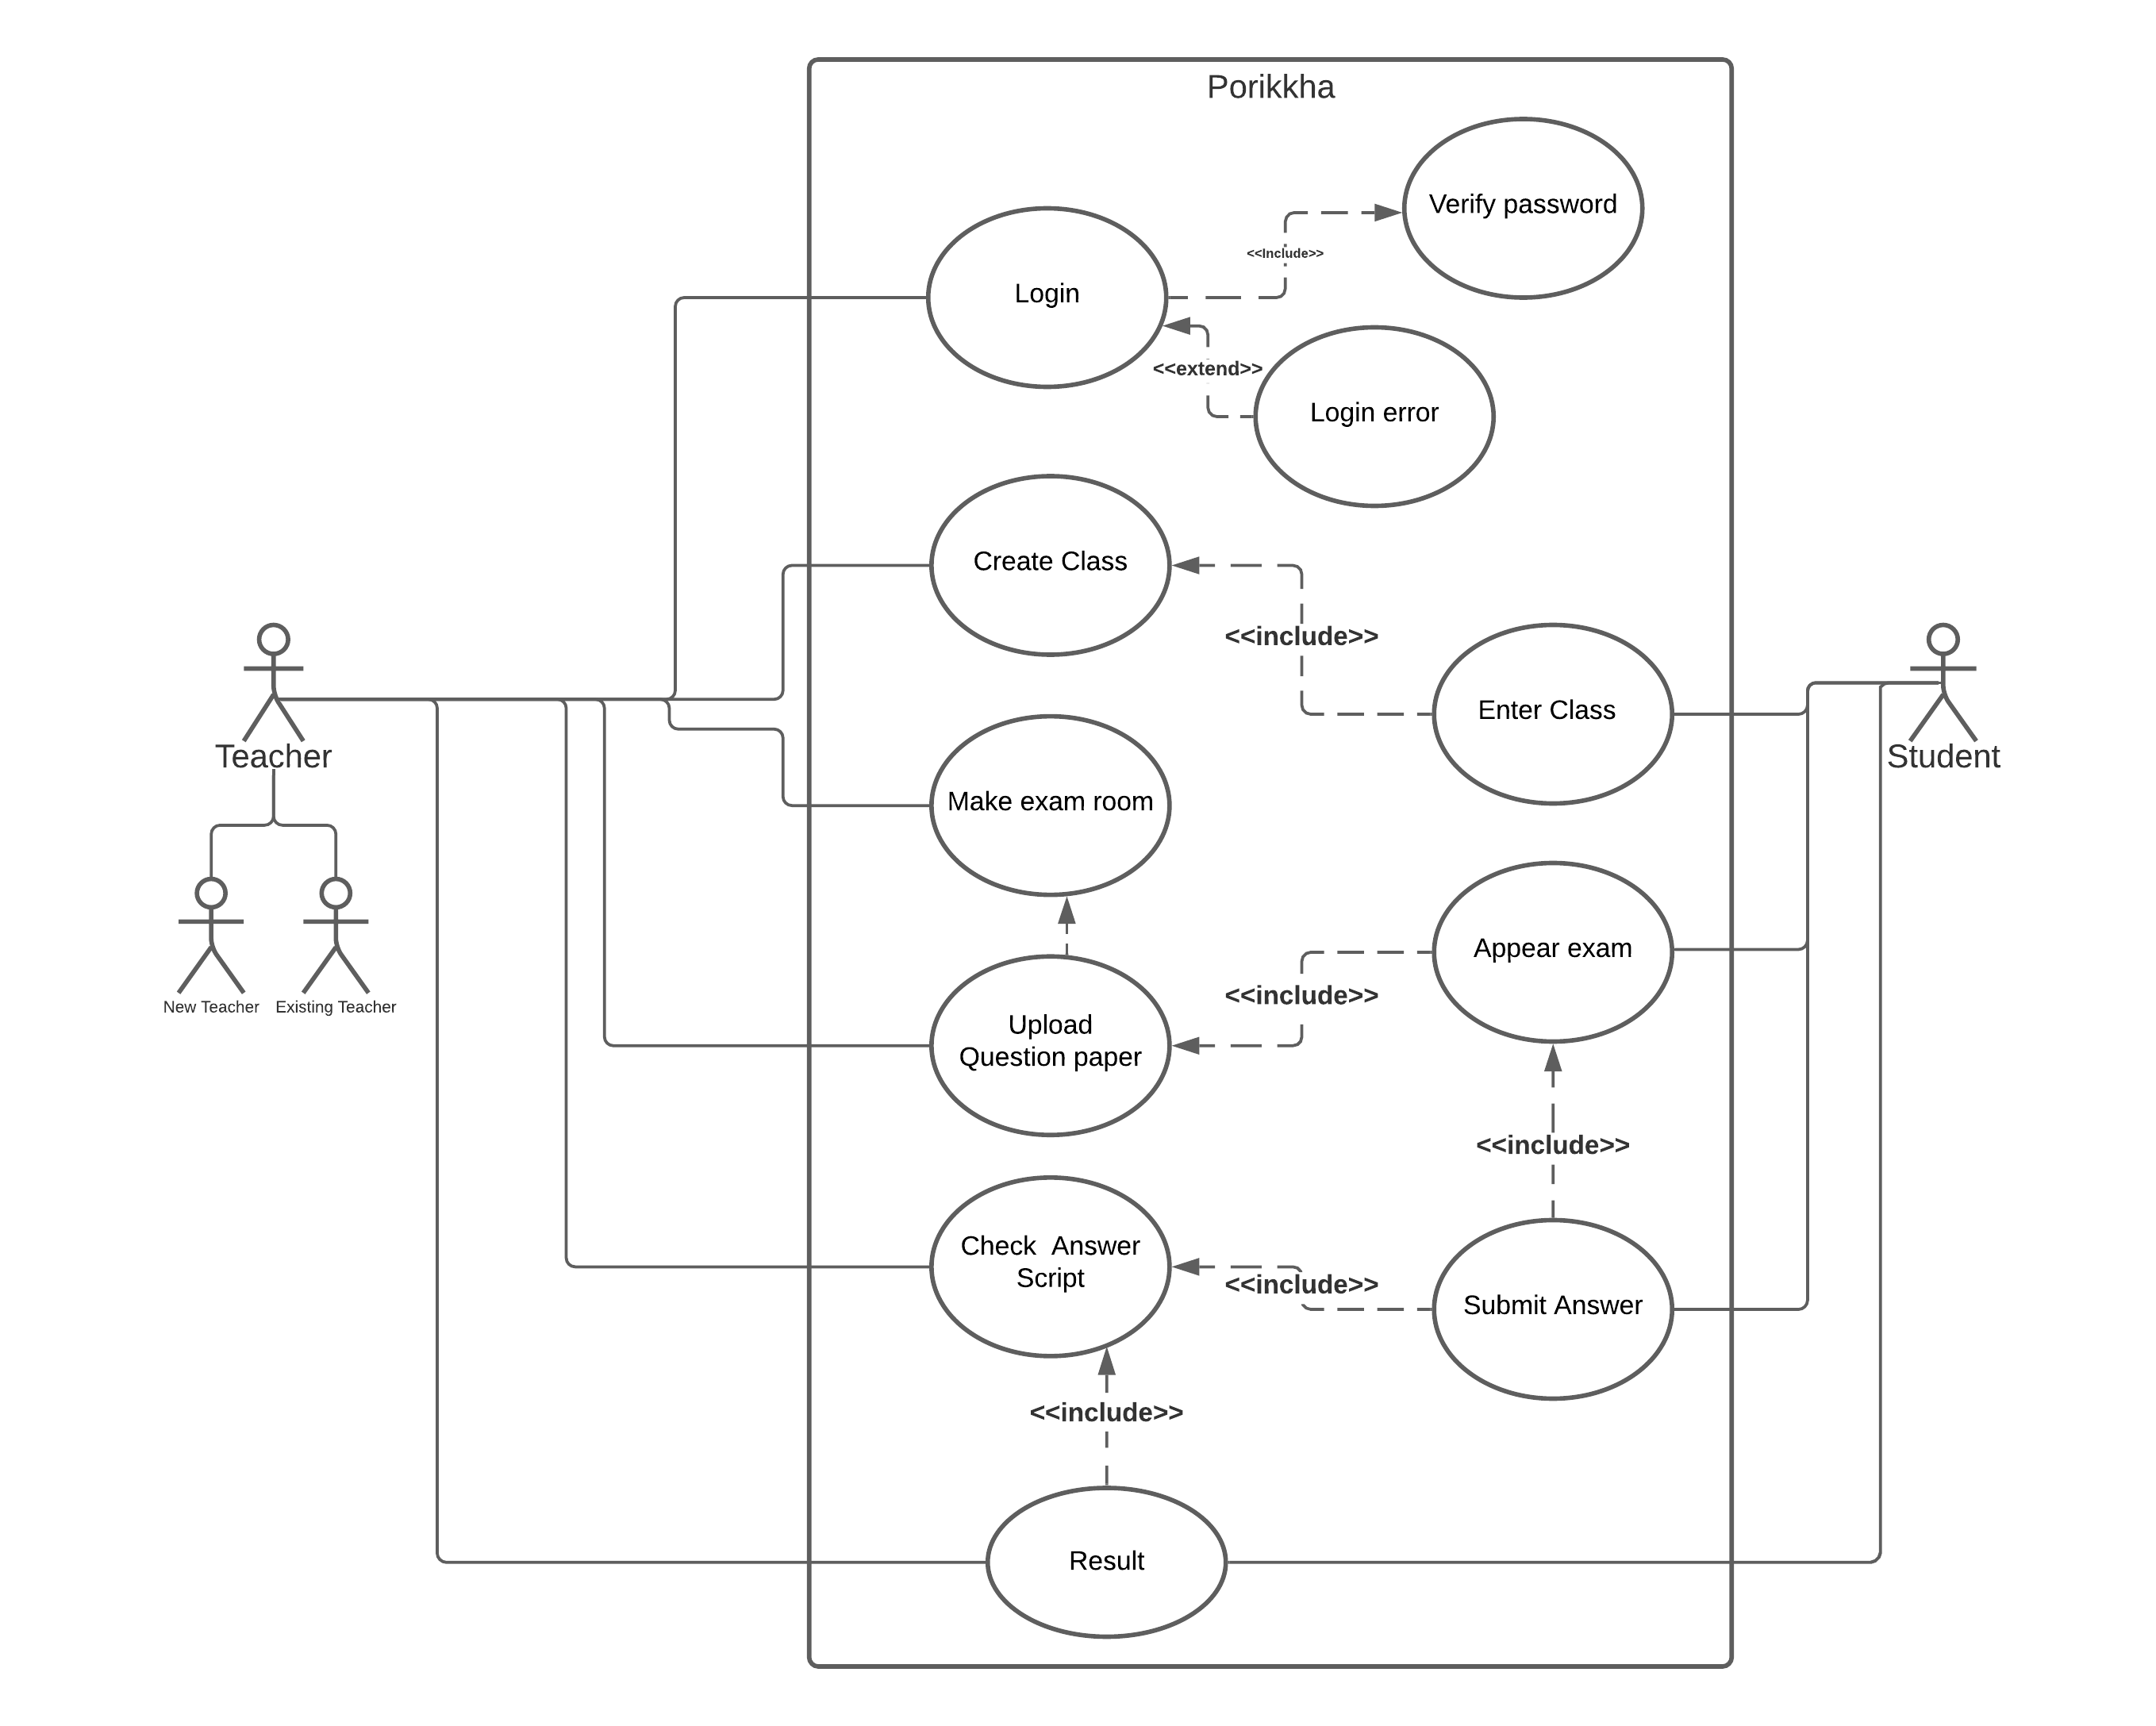 Porikkha
Verify password
<<Include>>
Login
<<extend>>
Login error
Create Class
<<include>>
Enter Class
Teacher
Student
Make exam room
New Teacher
Existing Teacher
Appear exam
<<include>>
Upload
Question paper
<<include>>
Check  Answer
Script
<<include>>
Submit Answer
<<include>>
Result